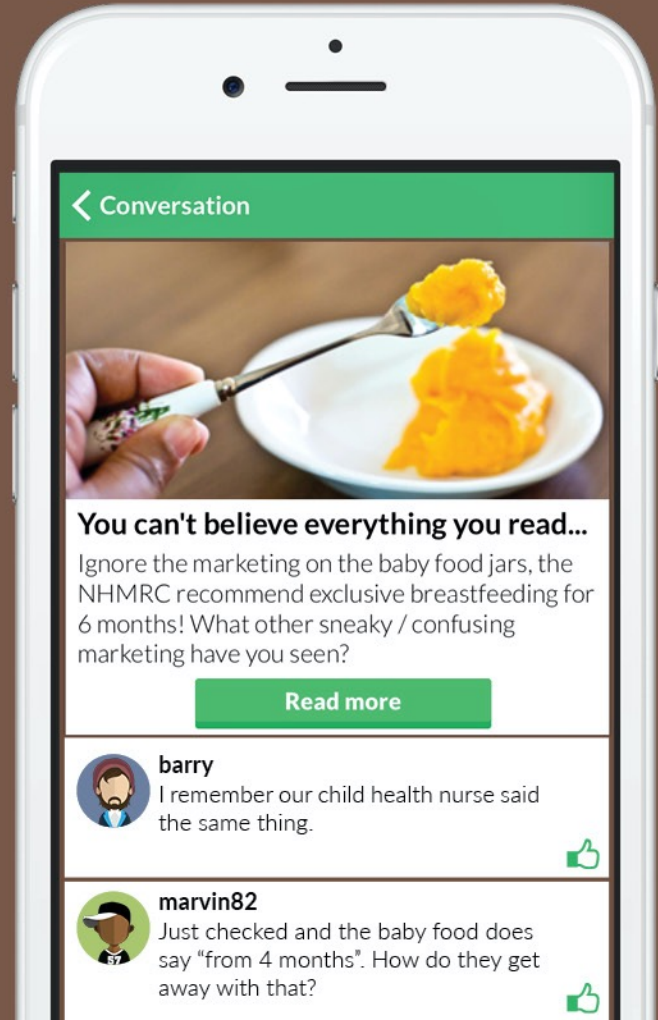 Conversation
You can't believe everything you read...
Ignore the marketing on the baby food jars, the
NHMRC recommend exclusive breastfeeding for
6 months! What other sneaky / confusing
marketing have you seen?
Read more
barry
I remember our child health nurse said
the same thing.
marvin82
Just checked and the baby food does
say “from 4 months”. How do they get
away with that?
57